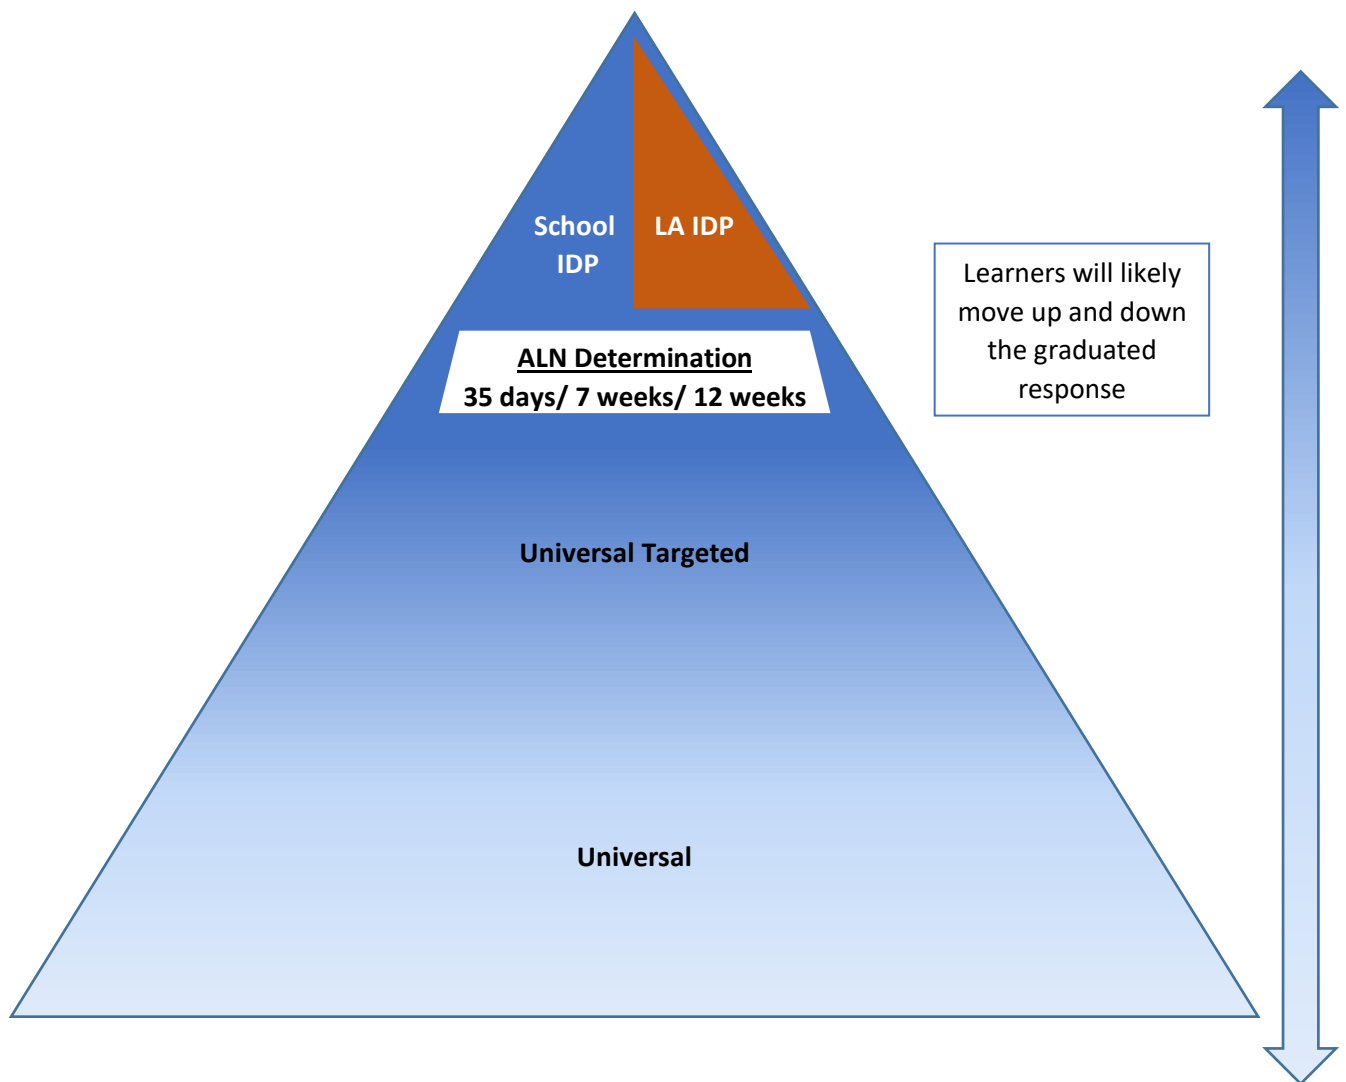 School
IDP
LA IDP
ALN Determination
35 days/ 7 weeks/ 12 weeks
Learners will likely
move up and down
the graduated
response
Universal Targeted
Universal